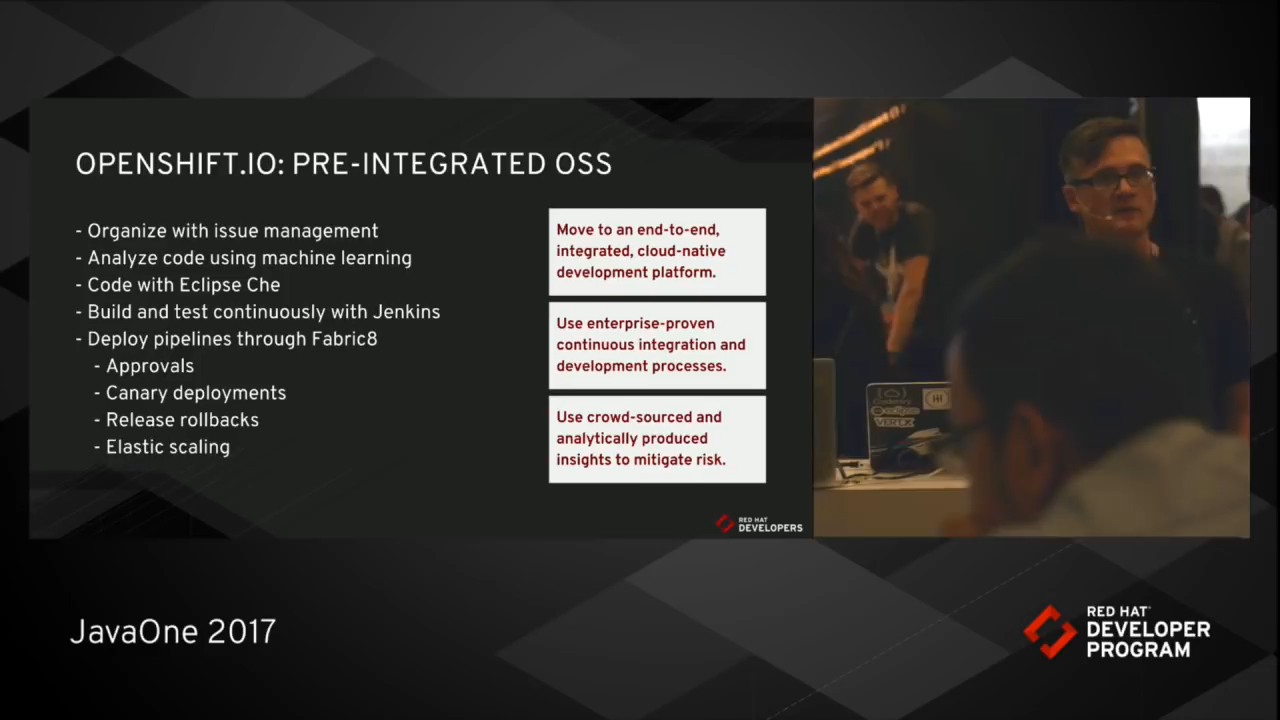 OPENSHIFT.IO: PRE-INTEGRATED OSS
- Organize with issue management
- Analyze code using machine learning
- Code with Eclipse Che
- Build and test continuously with Jenkins
- Deploy pipelines through Fabric8
- Approvals
- Canary deployments
- Release rollbacks
- Elastic scaling
Move to an end-to-end,
integrated, cloud-native
development platform.
Use enterprise-proven
continuous integration and
development processes.
Use crowd-sourced and
analytically produced
insights to mitigate risk.
RED HAT
DEVELOPERS
eclipse
VERT.X
JavaOne 2017
RED HAT
DEVELOPER
PROGRAM